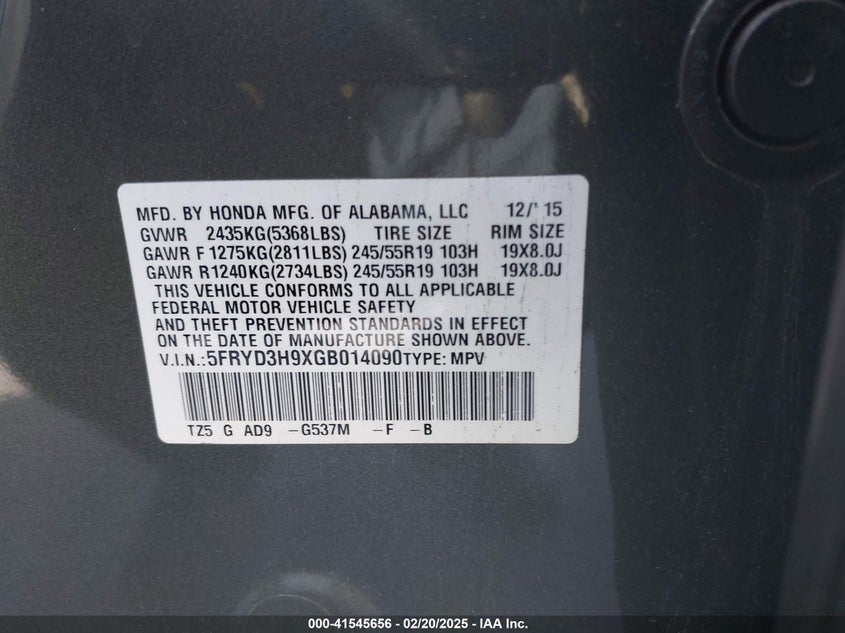 MFD. BY HONDA MFG. OF ALABAMA, LLC 12/'15
GVWR 2435KG(5368LBS) TIRE SIZE RIM SIZE
GAWR F1275KG(2811LBS) 245/55R19 103H 19X8.0J
GAWR R1240KG(2734LBS) 245/55R19 103H 19X8.0J
THIS VEHICLE CONFORMS TO ALL APPLICABLE
FEDERAL MOTOR VEHICLE SAFETY
AND THEFT PREVENTION STANDARDS IN EFFECT
ON THE DATE OF MANUFACTURE SHOWN ABOVE.
V.I.N.:5FRYD3H9XGB014090TYPE: MPV
TZ5 G AD9 -G537M -F -B
000-41545656 - 02/20/2025 - IAA Inc.